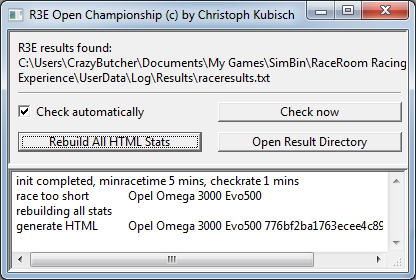 R3E Open Championship (c) by Christoph Kubisch
R3E results found:
C:\Users\CrazyButcher\Documents\My Games\SimBin\RaceRoom Racing
Experience\UserData\Log\Results\raceresults.txt
Check automatically
Check now
Rebuild All HTML Stats
Open Result Directory
init completed, minracetime 5 mins, checkrate 1 mins
race too short Opel Omega 3000 Evo500
rebuilding all stats
generate HTML Opel Omega 3000 Evo500 776bf2ba1763ecee4c89